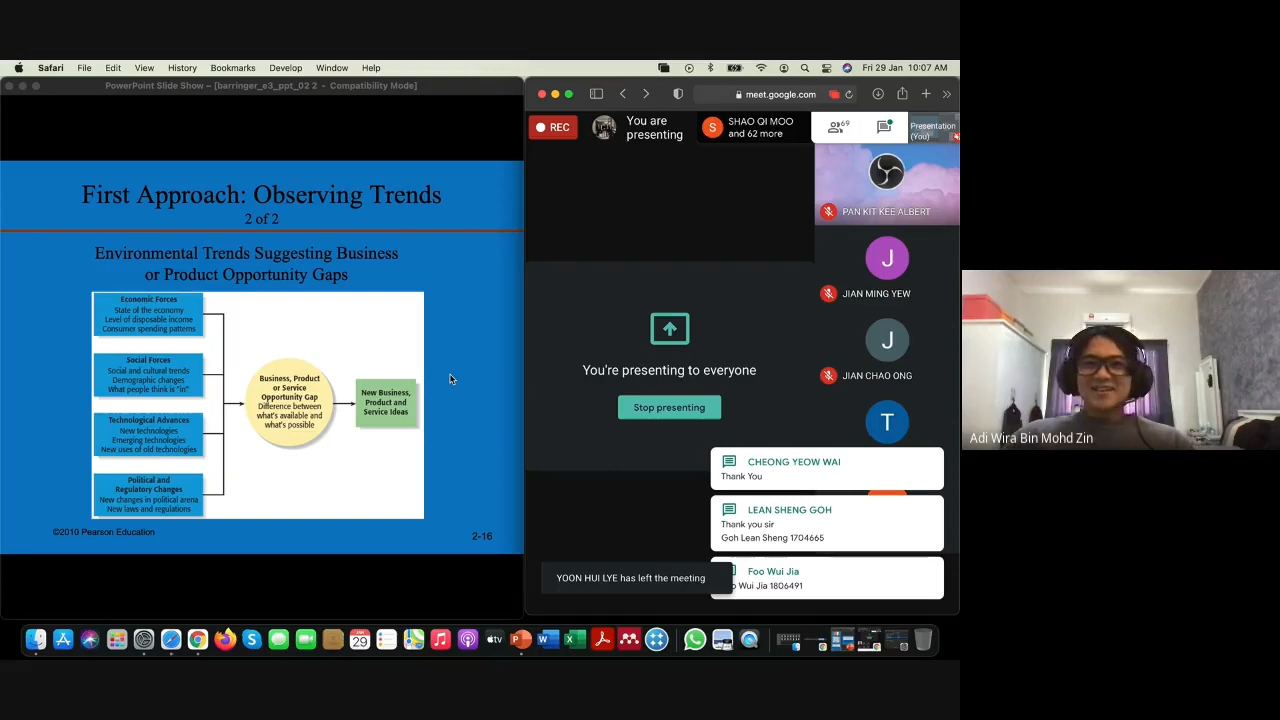 Safari File Edit View History Bookmarks Develop Window Help
Fri 29 Jan 10:07 AM
PowerPoint Slide Show – [barringer_e3_ppt_02 2 - Compatibility Mode]
First Approach: Observing Trends
2 of 2
Environmental Trends Suggesting Business
or Product Opportunity Gaps
Economic Forces
State of the economy
Level of disposable income
Consumer spending patterns
Social Forces
Social and cultural trends
Demographic changes
What people think is "in"
Technological Advances
New technologies
Emerging technologies
New uses of old technologies
Political and
Regulatory Changes
New changes in political arena
New laws and regulations
Business, Product
or Service
Opportunity Gap
Difference between
what's available and
what's possible
New Business,
Product and
Service Ideas
©2010 Pearson Education
2-16
meet.google.com
REC
You are
presenting
S
SHAO QI MOO
and 62 more
69
Presentation
(You)
PAN KIT KEE ALBERT
J
JIAN MING YEW
J
JIAN CHAO ONG
T
You're presenting to everyone
Stop presenting
CHEONG YEOW WAI
Thank You
LEAN SHENG GOH
Thank you sir
Goh Lean Sheng 1704665
Foo Wui Jia
o Wui Jia 1806491
YOON HUI LYE has left the meeting
29
tv
Adi Wira Bin Mohd Zin